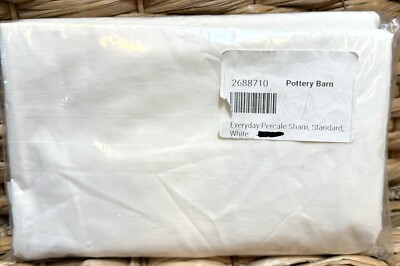 2688710 Pottery Barn
Everyday Percale Sham, Standard,
White